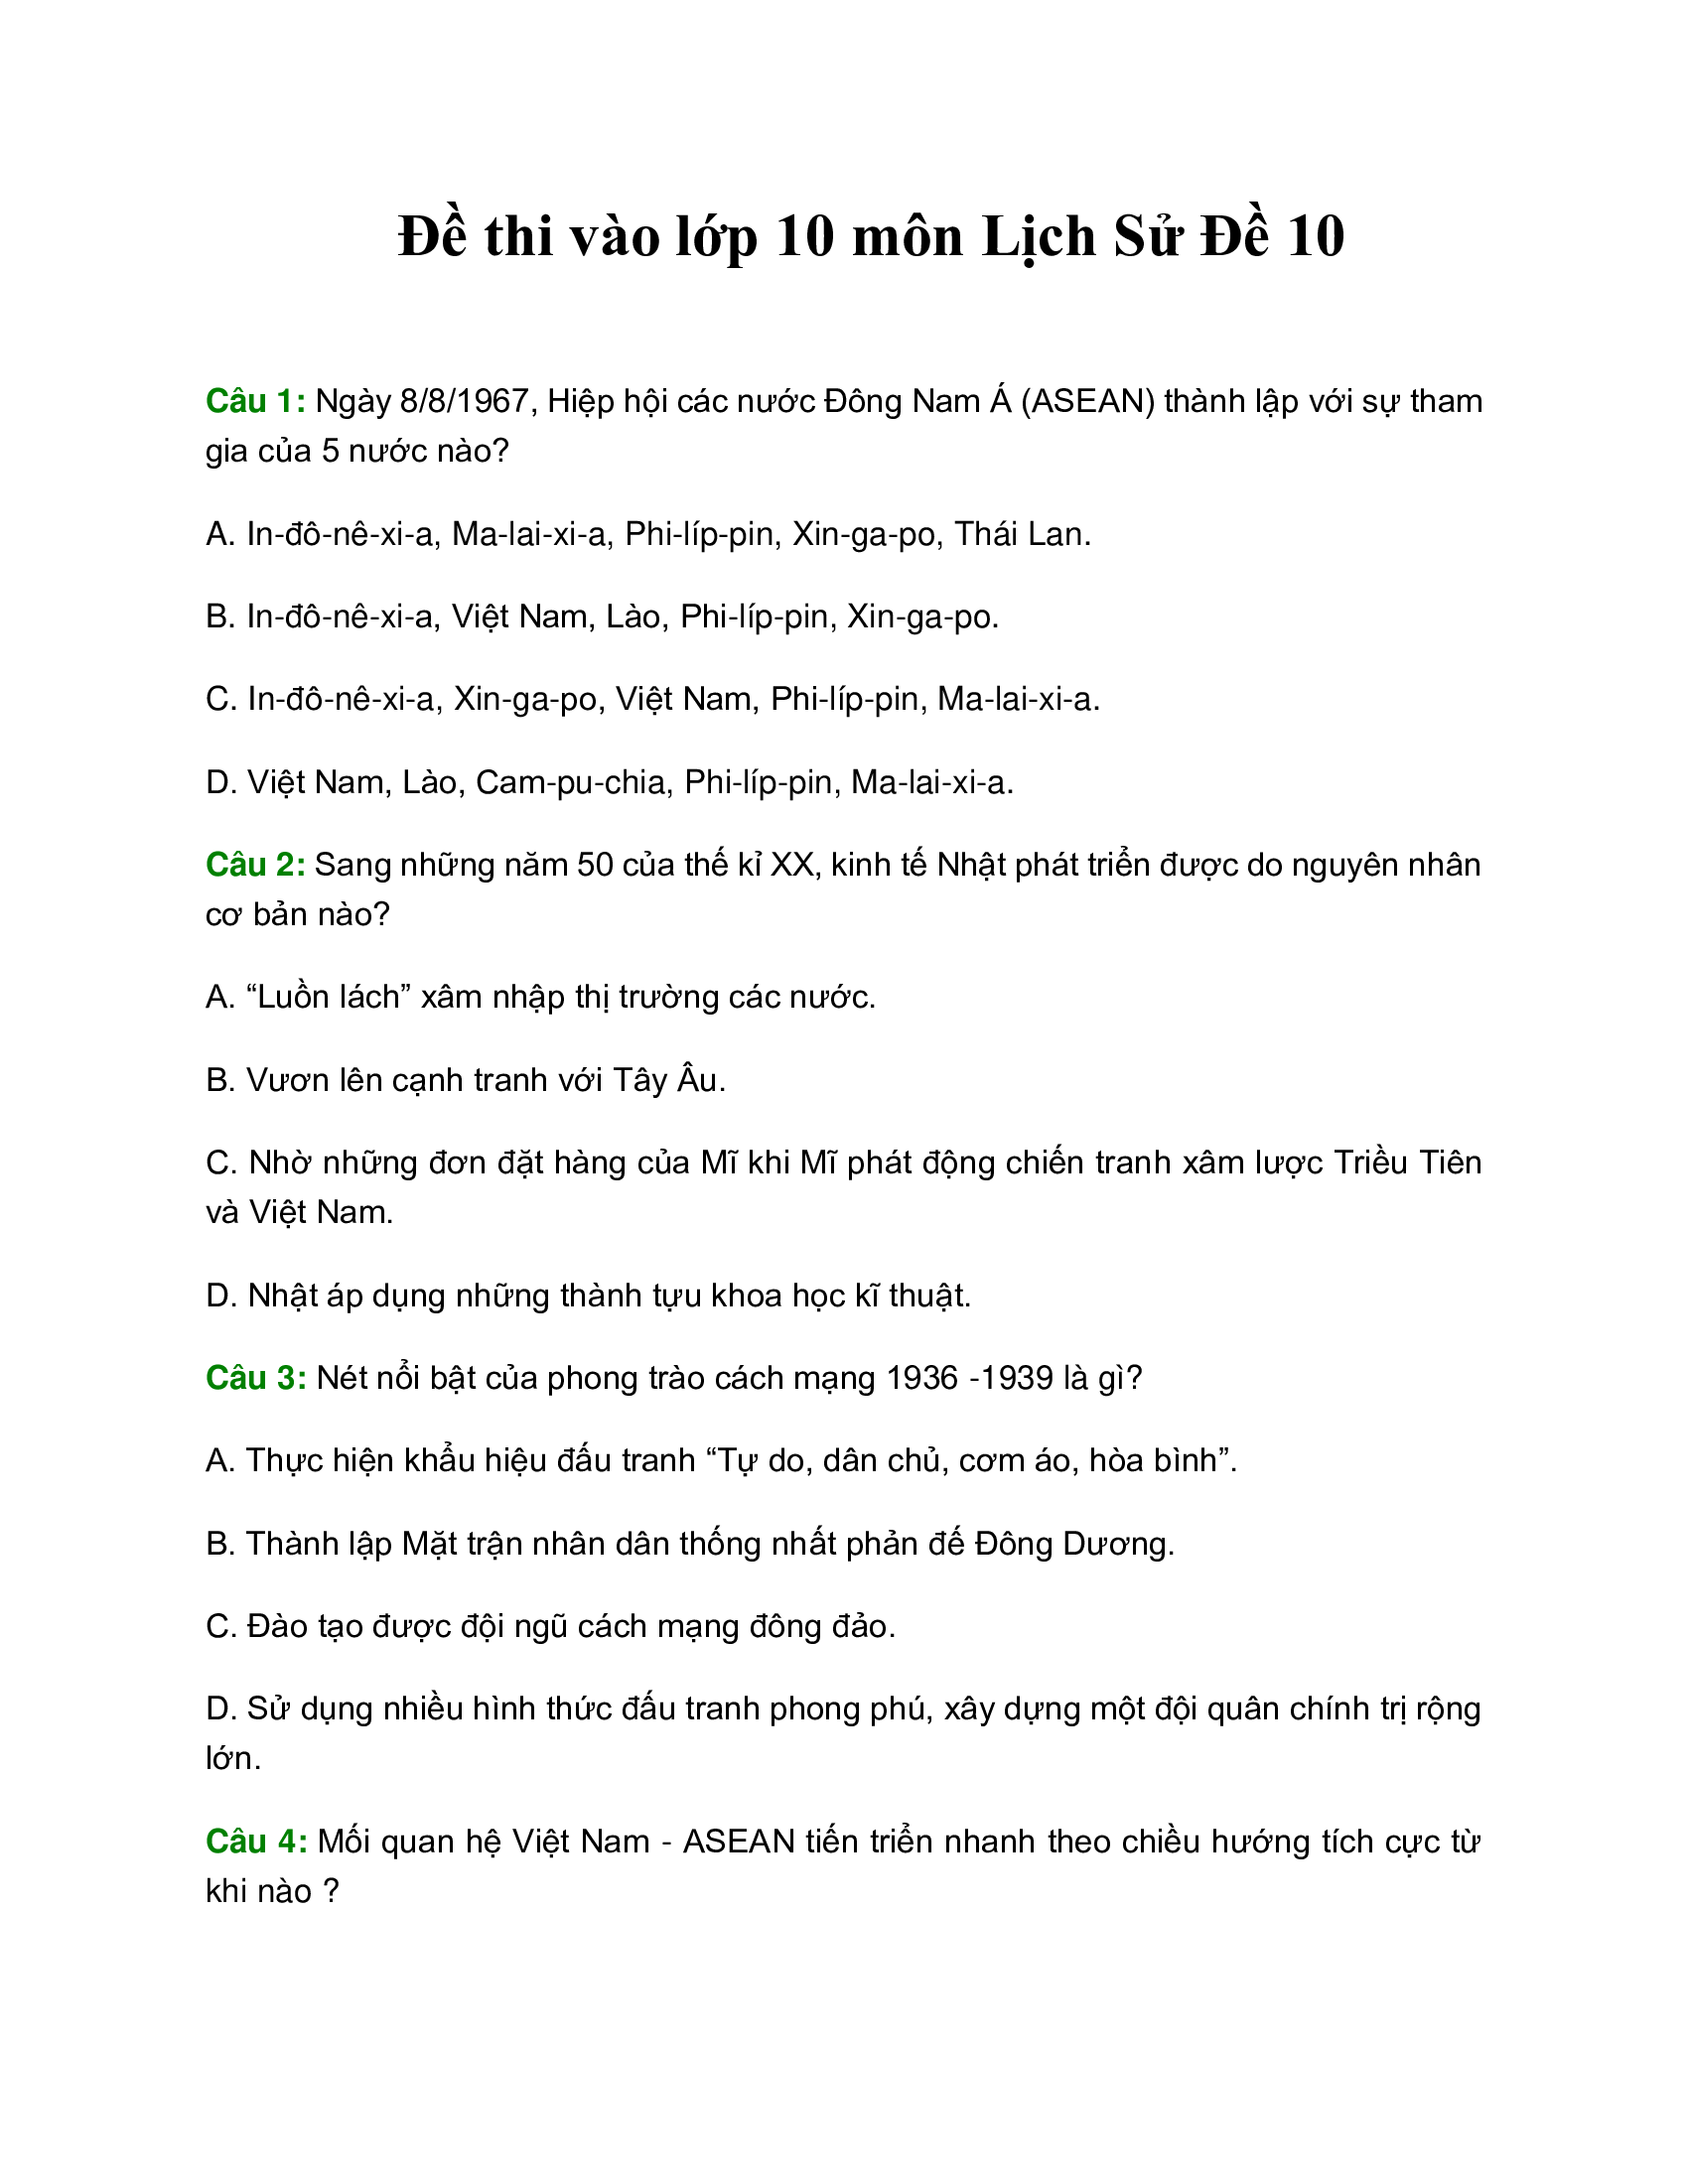 Đề thi vào lớp 10 môn Lịch Sử Đề 10
Câu 1: Ngày 8/8/1967, Hiệp hội các nước Đông Nam Á (ASEAN) thành lập với sự tham
gia của 5 nước nào?
A. In-đô-nê-xi-a, Ma-lai-xi-a, Phi-líp-pin, Xin-ga-po, Thái Lan.
B. In-đô-nê-xi-a, Việt Nam, Lào, Phi-líp-pin, Xin-ga-po.
C. In-đô-nê-xi-a, Xin-ga-po, Việt Nam, Phi-líp-pin, Ma-lai-xi-a.
D. Việt Nam, Lào, Cam-pu-chia, Phi-líp-pin, Ma-lai-xi-a.
Câu 2: Sang những năm 50 của thế kỉ XX, kinh tế Nhật phát triển được do nguyên nhân
cơ bản nào?
A. “Luồn lách” xâm nhập thị trường các nước.
B. Vươn lên cạnh tranh với Tây Âu.
C. Nhờ những đơn đặt hàng của Mĩ khi Mĩ phát động chiến tranh xâm lược Triều Tiên
và Việt Nam.
D. Nhật áp dụng những thành tựu khoa học kĩ thuật.
Câu 3: Nét nổi bật của phong trào cách mạng 1936 -1939 là gì?
A. Thực hiện khẩu hiệu đấu tranh “Tự do, dân chủ, cơm áo, hòa bình”.
B. Thành lập Mặt trận nhân dân thống nhất phản đế Đông Dương.
C. Đào tạo được đội ngũ cách mạng đông đảo.
D. Sử dụng nhiều hình thức đấu tranh phong phú, xây dựng một đội quân chính trị rộng
lớn.
Câu 4: Mối quan hệ Việt Nam - ASEAN tiến triển nhanh theo chiều hướng tích cực từ
khi nào ?